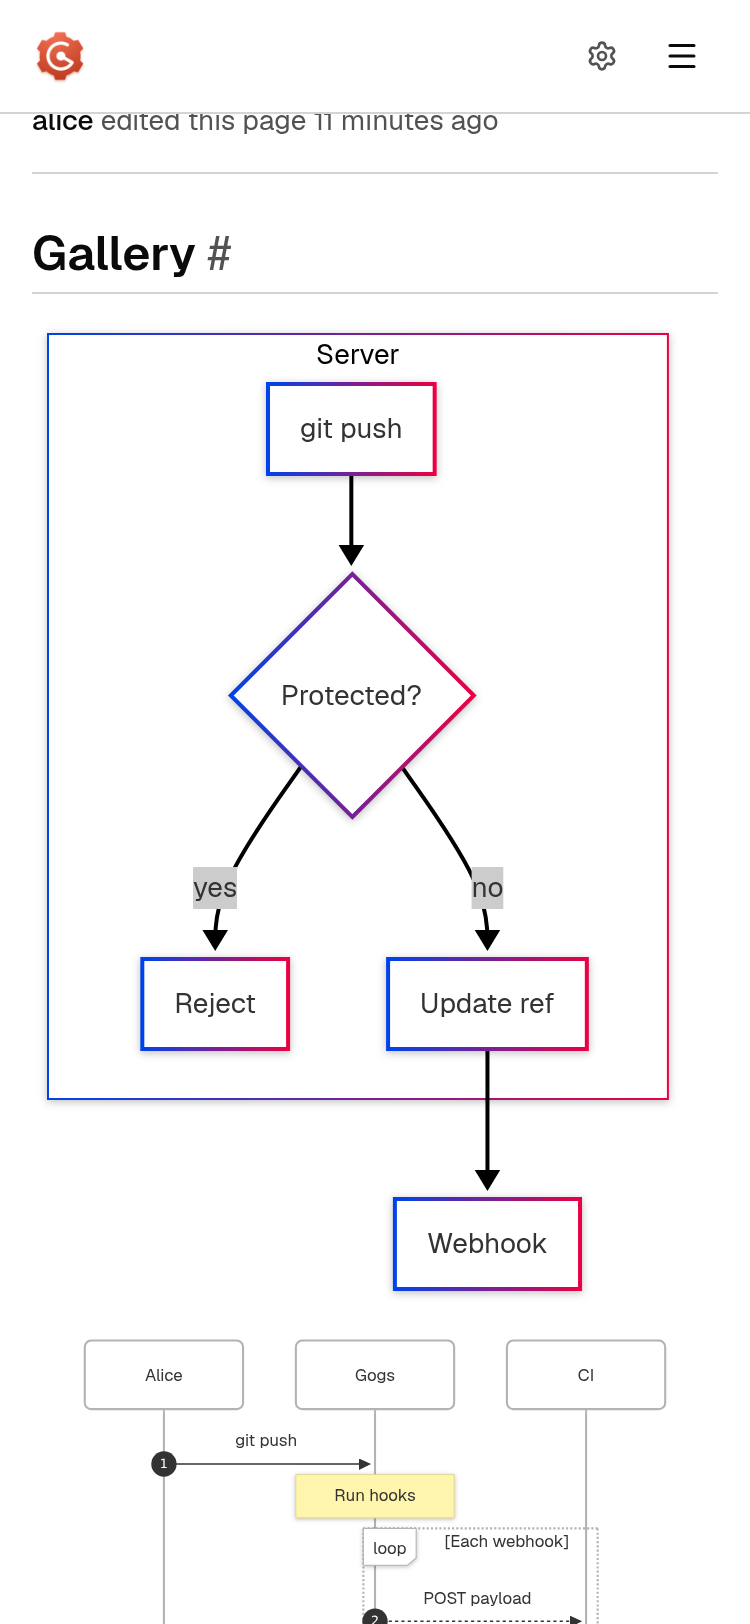 alice edited this page 11 minutes ago
Gallery #
Server
git push
Protected?
yes
no
Reject
Update ref
Webhook
Alice
Gogs
CI
git push
1
Run hooks
loop
[Each webhook]
POST payload
2